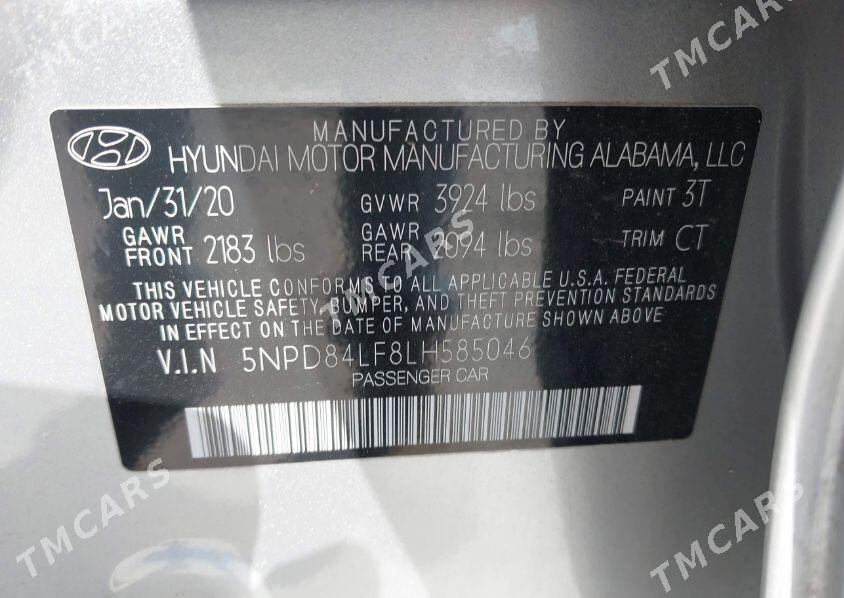 TMCARS
TMCARS
MANUFACTURED BY
HYUNDAI MOTOR MANUFACTURING ALABAMA, LLC
Jan/31/20 GVWR 3924 lbs PAINT 3T
GAWR FRONT 2183 lbs GAWR REAR 2094 lbs TRIM CT
THIS VEHICLE CONFORMS TO ALL APPLICABLE U.S.A. FEDERAL
MOTOR VEHICLE SAFETY, BUMPER, AND THEFT PREVENTION STANDARDS
IN EFFECT ON THE DATE OF MANUFACTURE SHOWN ABOVE
V.I.N 5NPD84LF8LH585046
PASSENGER CAR
TMCARS
TMCARS
TMCARS